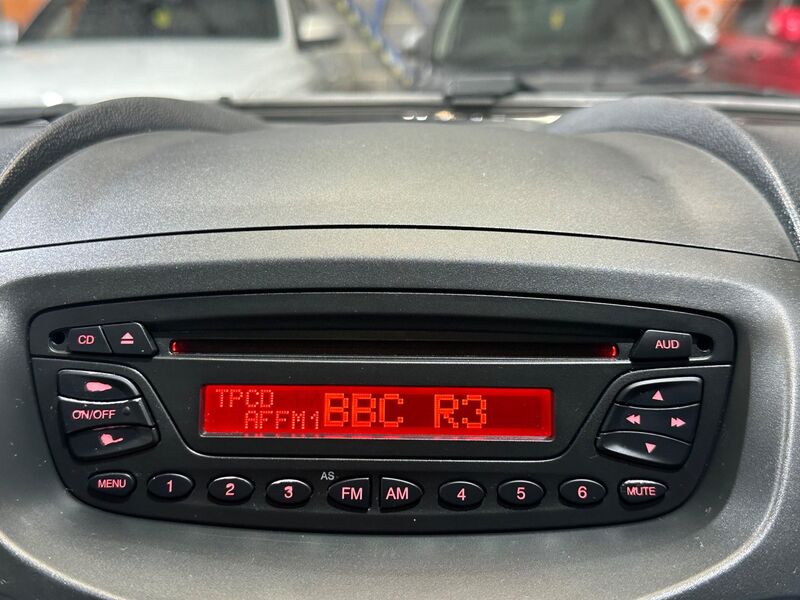 CD
AUD
TPCD
AFFM1 BBC R3
ON/OFF
AS
MENU 1 2 3 FM AM 4 5 6 MUTE